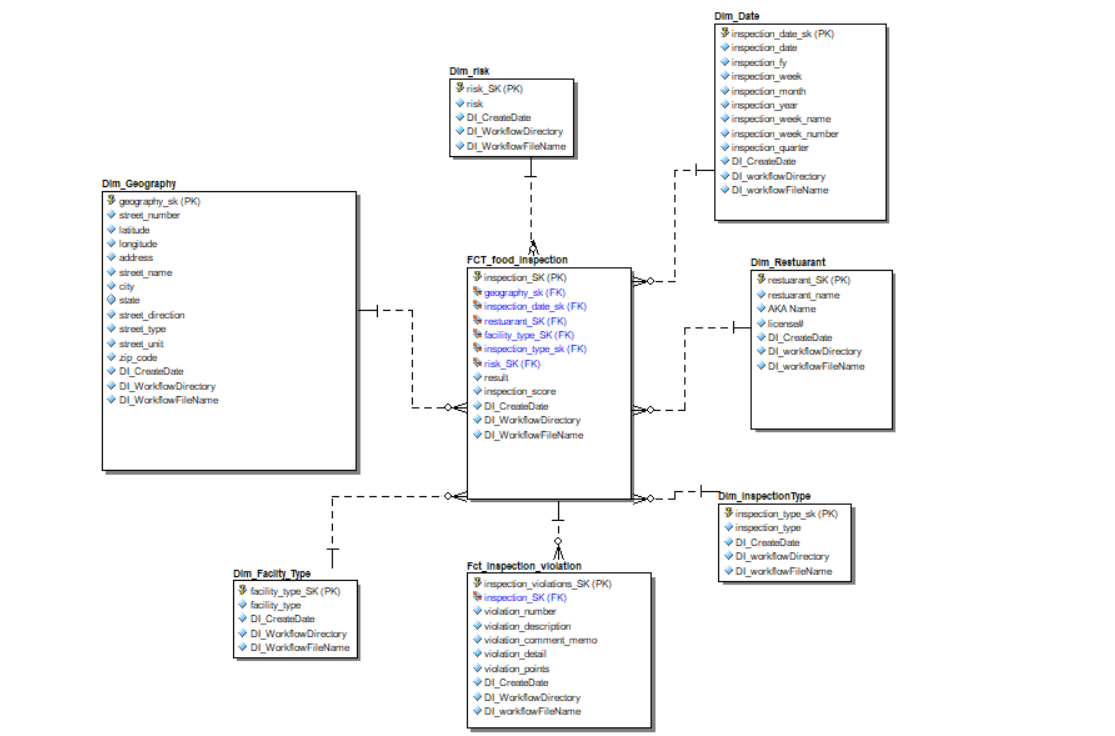 Dim_Date
inspection_date_sk (PK)
inspection_date
inspection_fy
inspection_week
inspection_month
inspection_year
inspection_week_name
inspection_week_number
inspection_quarter
DI_CreateDate
DI_workflowDirectory
DI_workflowFileName
Dim_risk
risk_SK (PK)
risk
DI_CreateDate
DI_WorkflowDirectory
DI_WorkflowFileName
Dim_Geography
geography_sk (PK)
street_number
latitude
longitude
address
street_name
city
state
street_direction
street_type
street_unit
zip_code
DI_CreateDate
DI_WorkflowDirectory
DI_WorkflowFileName
FCT_food_inspection
inspection_SK (PK)
geography_sk (FK)
inspection_date_sk (FK)
restuarant_SK (FK)
facility_type_SK (FK)
inspection_type_sk (FK)
risk_SK (FK)
result
inspection_score
DI_CreateDate
DI_WorkflowDirectory
DI_WorkflowFileName
Dim_Restuarant
restuarant_SK (PK)
restuarant_name
AKA Name
license#
DI_CreateDate
DI_workflowDirectory
DI_workflowFileName
Dim_InspectionType
inspection_type_sk (PK)
inspection_type
DI_CreateDate
DI_workflowDirectory
DI_workflowFileName
Dim_Faclity_Type
facility_type_SK (PK)
facility_type
DI_CreateDate
DI_WorkflowDirectory
DI_WorkflowFileName
Fct_inspection_violation
inspection_violations_SK (PK)
inspection_SK (FK)
violation_number
violation_description
violation_comment_memo
violation_detail
violation_points
DI_CreateDate
DI_WorkflowDirectory
DI_workflowFileName